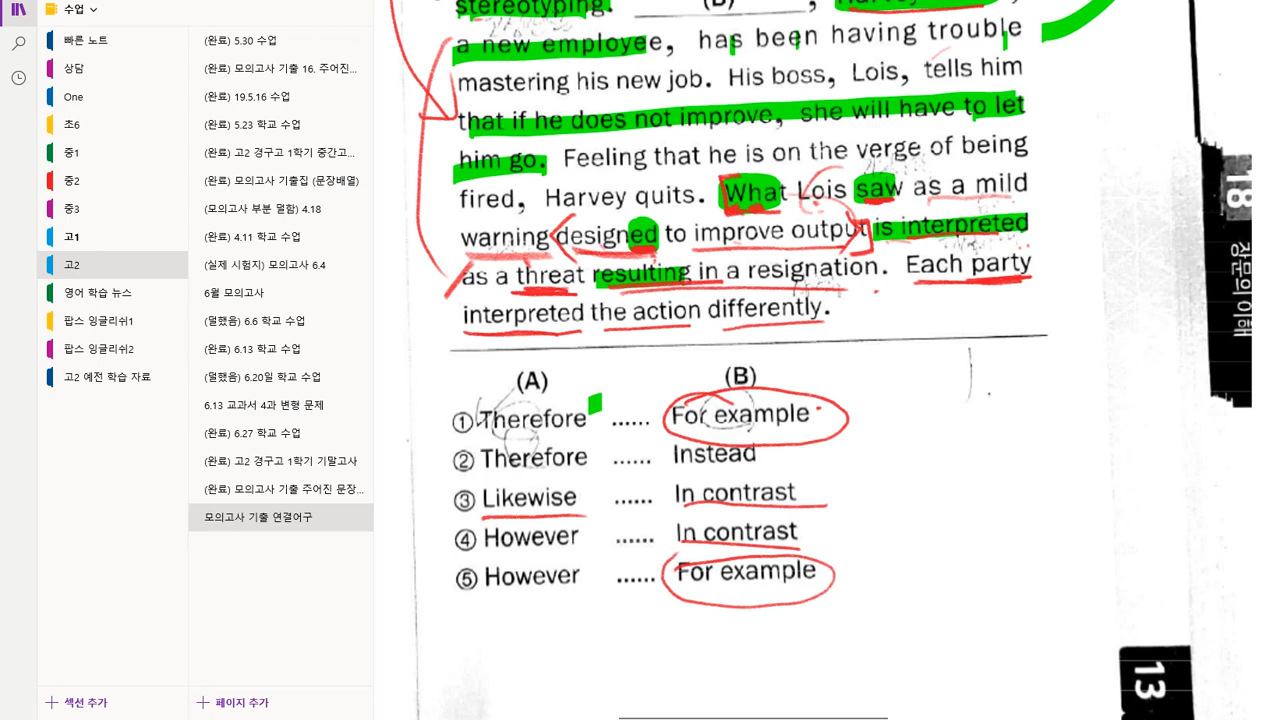 수업
빠른 노트
상담
One
초6
중1
중2
중3
고1
고2
영어 학습 뉴스
팝스 잉글리쉬1
팝스 잉글리쉬2
고2 예전 학습 자료
섹션 추가
(완료) 5.30 수업
(완료) 모의고사 기출 16. 주어진...
(완료) 19.5.16 수업
(완료) 5.23 학교 수업
(완료) 고2 경구고 1학기 중간고...
(완료) 모의고사 기출집 (문장배열)
(모의고사 부분 덜함) 4.18
(완료) 4.11 학교 수업
(실제 시험지) 모의고사 6.4
6월 모의고사
(덜했음) 6.6 학교 수업
(완료) 6.13 학교 수업
(덜했음) 6.20일 학교 수업
6.13 교과서 4과 변형 문제
(완료) 6.27 학교 수업
(완료) 고2 경구고 1학기 기말고사
(완료) 모의고사 기출 주어진 문장...
모의고사 기출 연결어구
페이지 추가
stereotyping. (B) ,
a new employee, has been having trouble
mastering his new job. His boss, Lois, tells him
that if he does not improve, she will have to let
him go. Feeling that he is on the verge of being
fired, Harvey quits. What Lois saw as a mild
warning designed to improve output is interpreted
as a threat resulting in a resignation. Each party
interpreted the action differently.
(A) (B)
① Therefore ...... For example
② Therefore ...... Instead
③ Likewise ...... In contrast
④ However ...... In contrast
⑤ However ...... For example
18
장문의 이해
13